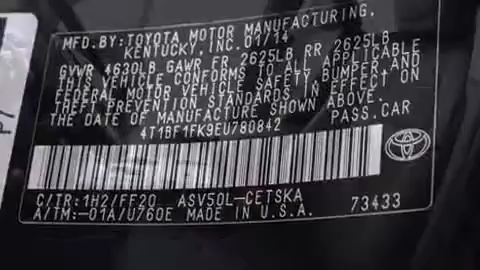 MFD.BY:TOYOTA MOTOR MANUFACTURING,
KENTUCKY,INC. 01/14
GVWR 4630LB GAWR FR 2625LB RR 2625LB
THIS VEHICLE CONFORMS TO ALL APPLICABLE
FEDERAL MOTOR VEHICLE SAFETY, BUMPER AND
THEFT PREVENTION STANDARDS IN EFFECT ON
THE DATE OF MANUFACTURE SHOWN ABOVE.
4T1BF1FK9EU780842 PASS.CAR
C/TR:1H2/FF20 ASV50L-CETSKA
A/TM:-01A/U760E MADE IN U.S.A. 73433
TOYOTA